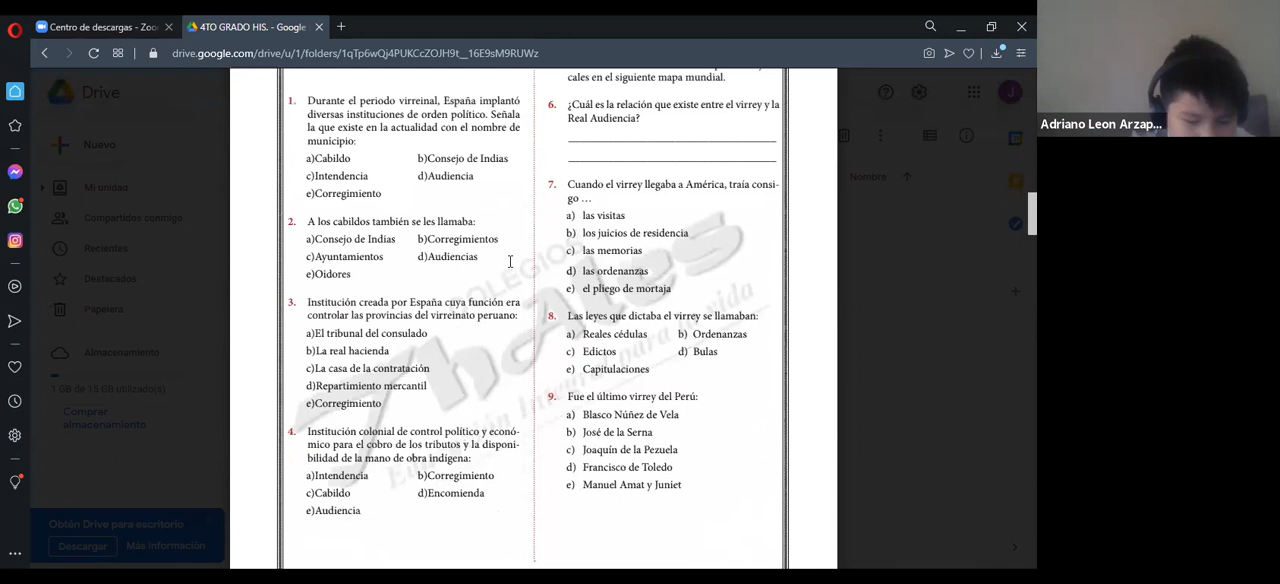 Centro de descargas - Zoo
4TO GRADO HIS. - Google
drive.google.com/drive/u/1/folders/1qTp6wQj4PUKCcZOJH9t__16E9sM9RUWz
Drive
Nuevo
Mi unidad
Compartidos conmigo
Recientes
Destacados
Papelera
Almacenamiento
1 GB de 15 GB utilizado(s)
Comprar
almacenamiento
Obtén Drive para escritorio
Descargar
Más información
1. Durante el periodo virreinal, España implantó
diversas instituciones de orden político. Señala
la que existe en la actualidad con el nombre de
municipio:
a)Cabildo b)Consejo de Indias
c)Intendencia d)Audiencia
e)Corregimiento
2. A los cabildos también se les llamaba:
a)Consejo de Indias b)Corregimientos
c)Ayuntamientos d)Audiencias
e)Oidores
3. Institución creada por España cuya función era
controlar las provincias del virreinato peruano:
a)El tribunal del consulado
b)La real hacienda
c)La casa de la contratación
d)Repartimiento mercantil
e)Corregimiento
4. Institución colonial de control político y econó-
mico para el cobro de los tributos y la disponi-
bilidad de la mano de obra indígena:
a)Intendencia b)Corregimiento
c)Cabildo d)Encomienda
e)Audiencia
cales en el siguiente mapa mundial.
6. ¿Cuál es la relación que existe entre el virrey y la
Real Audiencia?
7. Cuando el virrey llegaba a América, traía consi-
go …
a) las visitas
b) los juicios de residencia
c) las memorias
d) las ordenanzas
e) el pliego de mortaja
8. Las leyes que dictaba el virrey se llamaban:
a) Reales cédulas b) Ordenanzas
c) Edictos d) Bulas
e) Capitulaciones
9. Fue el último virrey del Perú:
a) Blasco Núñez de Vela
b) José de la Serna
c) Joaquín de la Pezuela
d) Francisco de Toledo
e) Manuel Amat y Juniet
COLEGIOS
Thales
Educación Integral para la vida
Nombre
J
Adriano Leon Arzap...